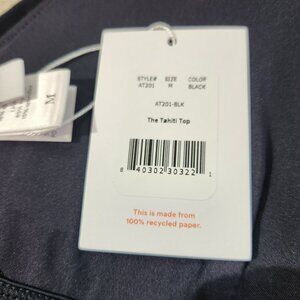 STYLE# SIZE COLOR
AT201 M BLACK
AT201-BLK
The Tahiti Top
8 40302 30322 1
This is made from
100% recycled paper.
M